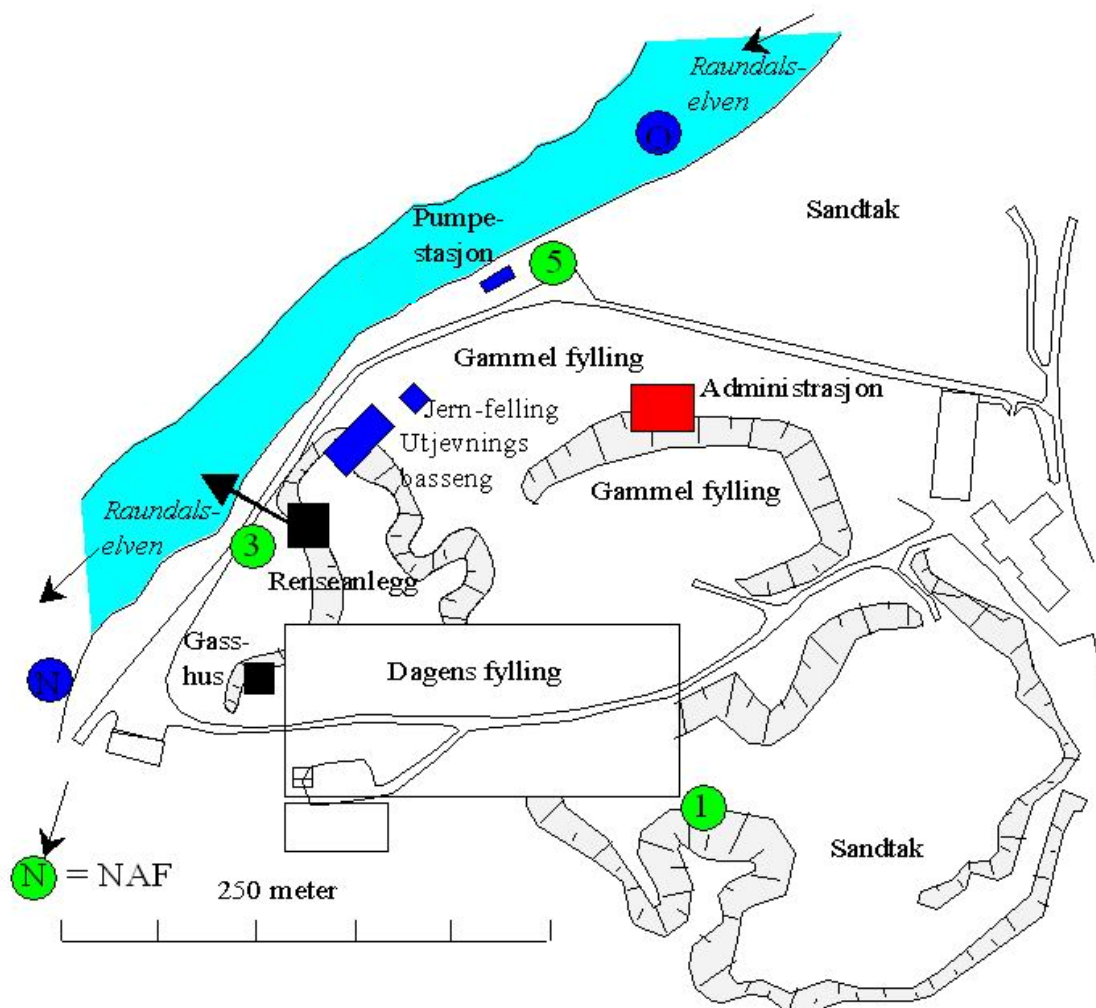 Raundals-
elven
O
Sandtak
Pumpe-
stasjon
5
Gammel fylling
Administrasjon
Jern-felling
Utjevnings
basseng
Gammel fylling
Raundals-
elven
3
Renseanlegg
Gass-
hus
Dagens fylling
N
1
Sandtak
N = NAF
250 meter